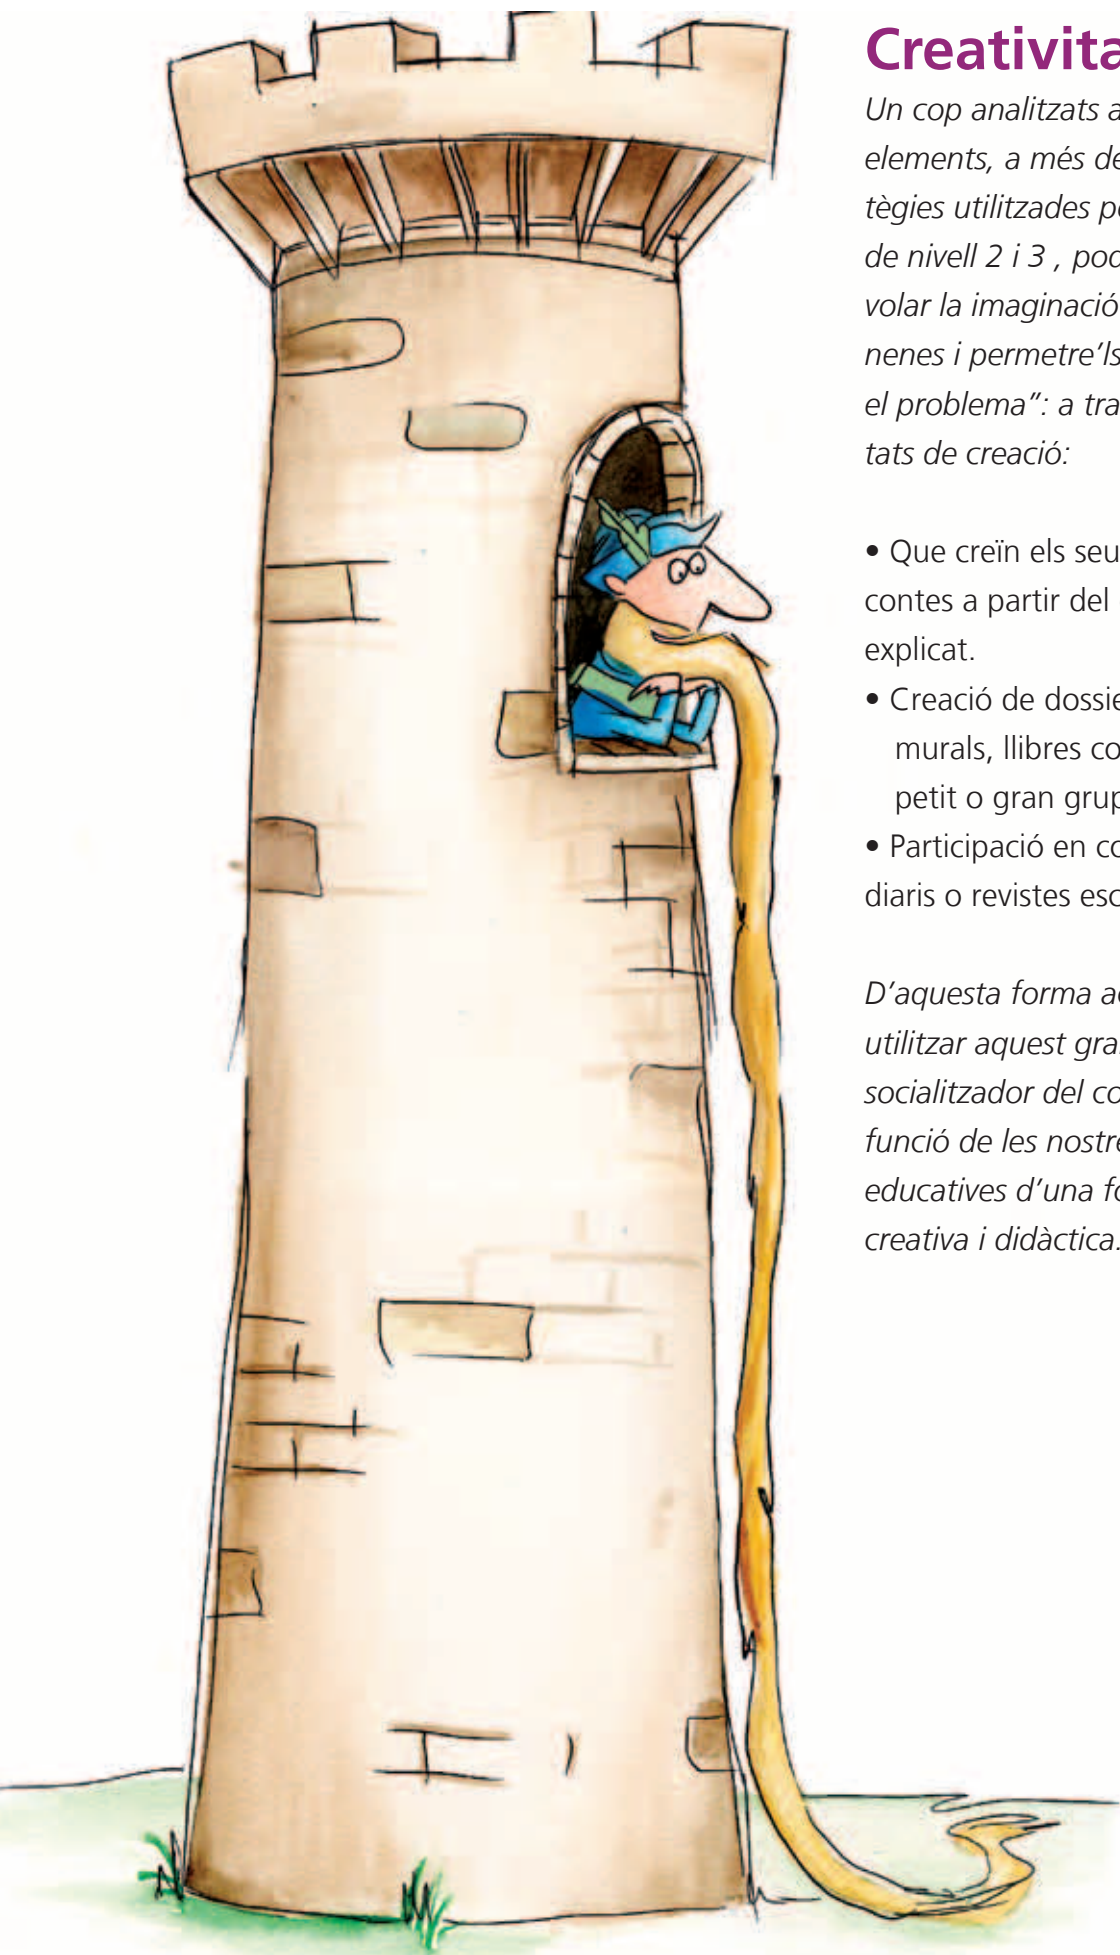 Creativita
Un cop analitzats a
elements, a més de
tègies utilitzades pe
de nivell 2 i 3 , pod
volar la imaginació
nenes i permetre’ls
el problema”: a tra
tats de creació:
• Que creïn els seu
contes a partir del
explicat.
• Creació de dossie
murals, llibres co
petit o gran grup
• Participació en co
diaris o revistes esc
D’aquesta forma a
utilitzar aquest gra
socialitzador del co
funció de les nostre
educatives d’una fo
creativa i didàctica.